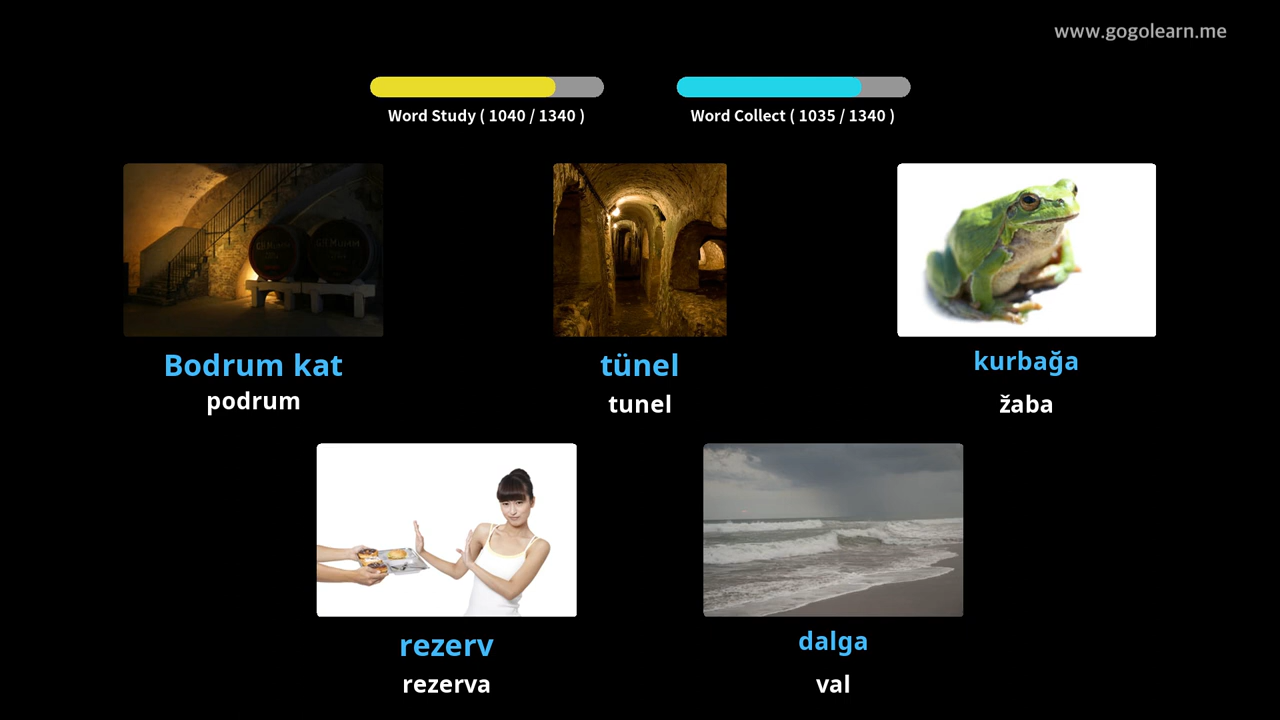 www.gogolearn.me
Word Study ( 1040 / 1340 )
Word Collect ( 1035 / 1340 )
Bodrum kat
podrum
tünel
tunel
kurbağa
žaba
rezerv
rezerva
dalga
val